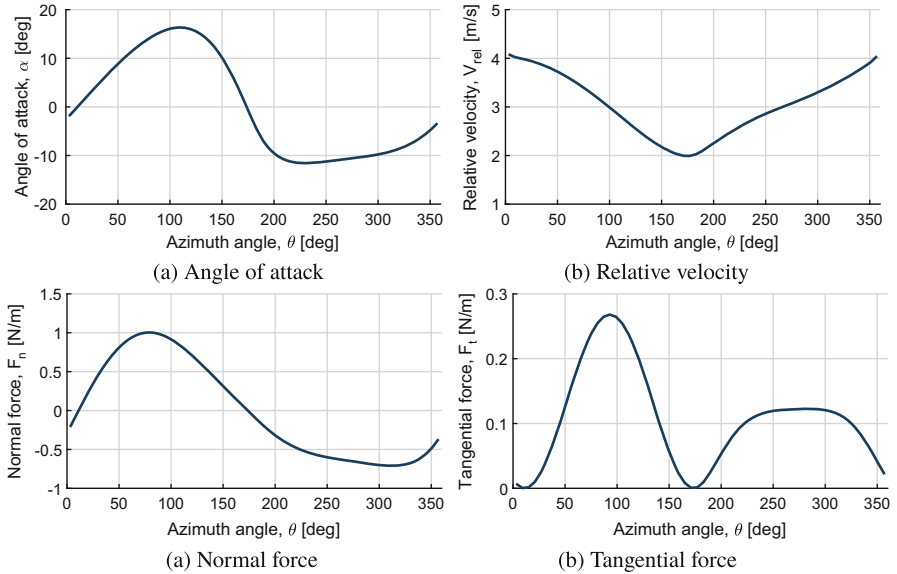 20
10
0
-10
-20
Angle of attack, α [deg]
0 50 100 150 200 250 300 350
Azimuth angle, θ [deg]
(a) Angle of attack
5
4
3
2
1
Relative velocity, V_rel [m/s]
0 50 100 150 200 250 300 350
Azimuth angle, θ [deg]
(b) Relative velocity
1.5
1
0.5
0
-0.5
-1
Normal force, F_n [N/m]
0 50 100 150 200 250 300 350
Azimuth angle, θ [deg]
(a) Normal force
0.3
0.2
0.1
0
Tangential force, F_t [N/m]
0 50 100 150 200 250 300 350
Azimuth angle, θ [deg]
(b) Tangential force